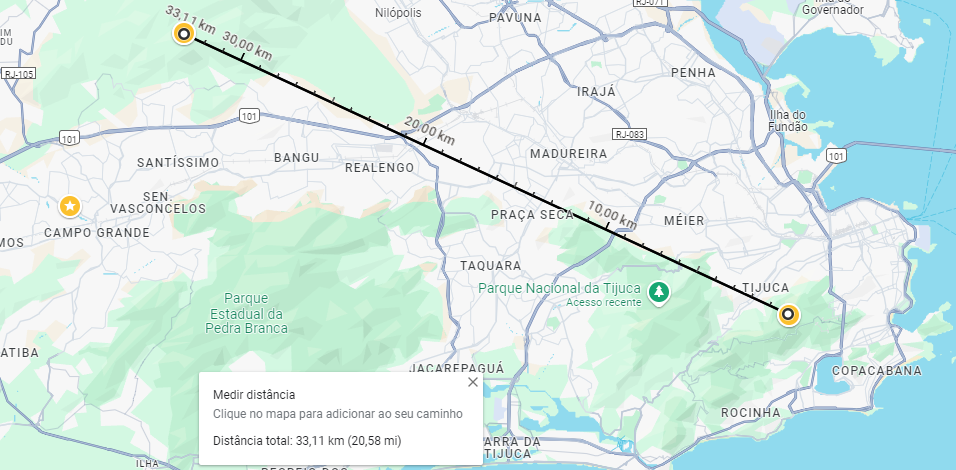 33,11 km
30,00 km
Nilópolis
PAVUNA
RJ-071
Governador
PENHA
IRAJÁ
Ilha do
Fundão
RJ-105
101
101
20,00 km
RJ-083
MADUREIRA
101
SANTÍSSIMO
BANGU
REALENGO
SEN.
VASCONCELOS
CAMPO GRANDE
MOS
PRAÇA SECA
10,00 km
MÉIER
TAQUARA
Parque Nacional da Tijuca
Acesso recente
TIJUCA
Parque
Estadual da
Pedra Branca
ATIBA
JACAREPAGUÁ
COPACABANA
ROCINHA
Medir distância
Clique no mapa para adicionar ao seu caminho
Distância total: 33,11 km (20,58 mi)
ARRA DA
TIJUCA
ILHA